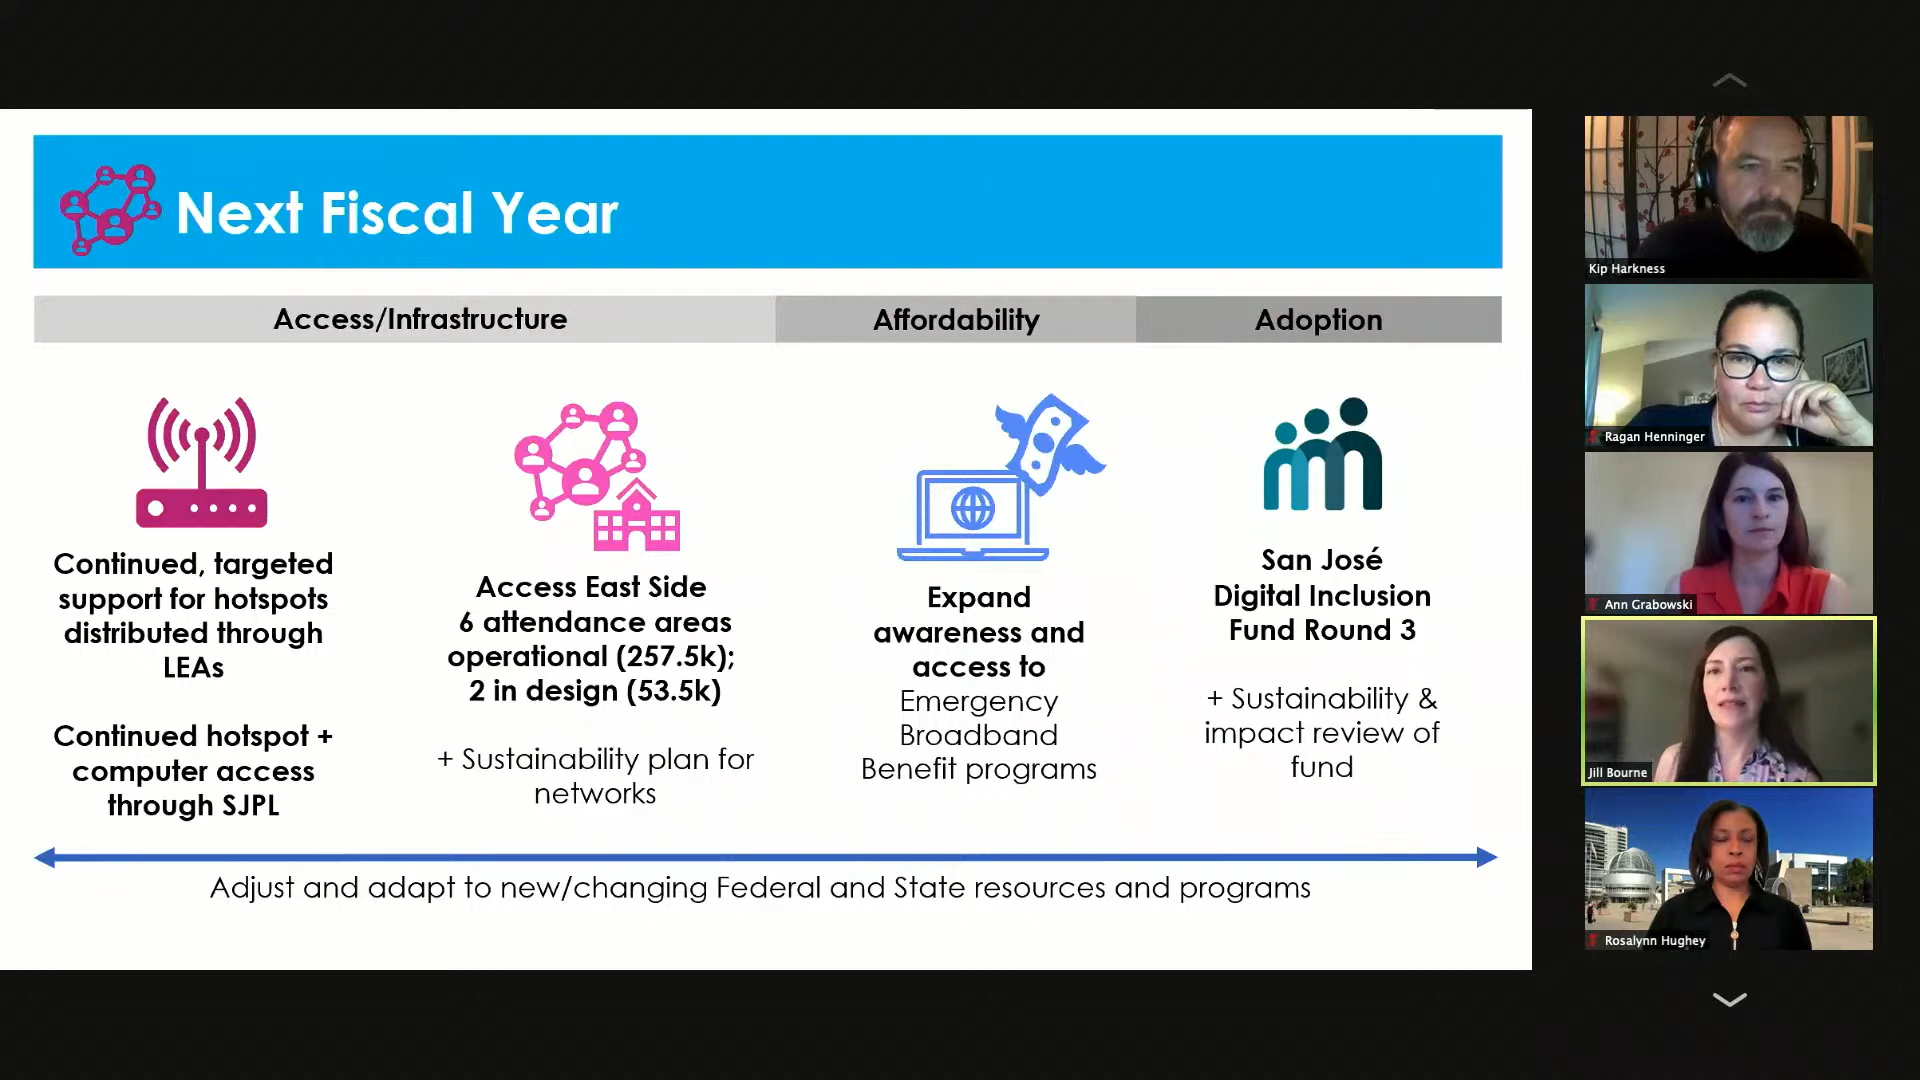 Next Fiscal Year
Access/Infrastructure
Affordability
Adoption
Continued, targeted
support for hotspots
distributed through
LEAs
Continued hotspot +
computer access
through SJPL
Access East Side
6 attendance areas
operational (257.5k);
2 in design (53.5k)
+ Sustainability plan for
networks
Expand
awareness and
access to
Emergency
Broadband
Benefit programs
San José
Digital Inclusion
Fund Round 3
+ Sustainability &
impact review of
fund
Adjust and adapt to new/changing Federal and State resources and programs
Kip Harkness
Ragan Henninger
Ann Grabowski
Jill Bourne
Rosalynn Hughey